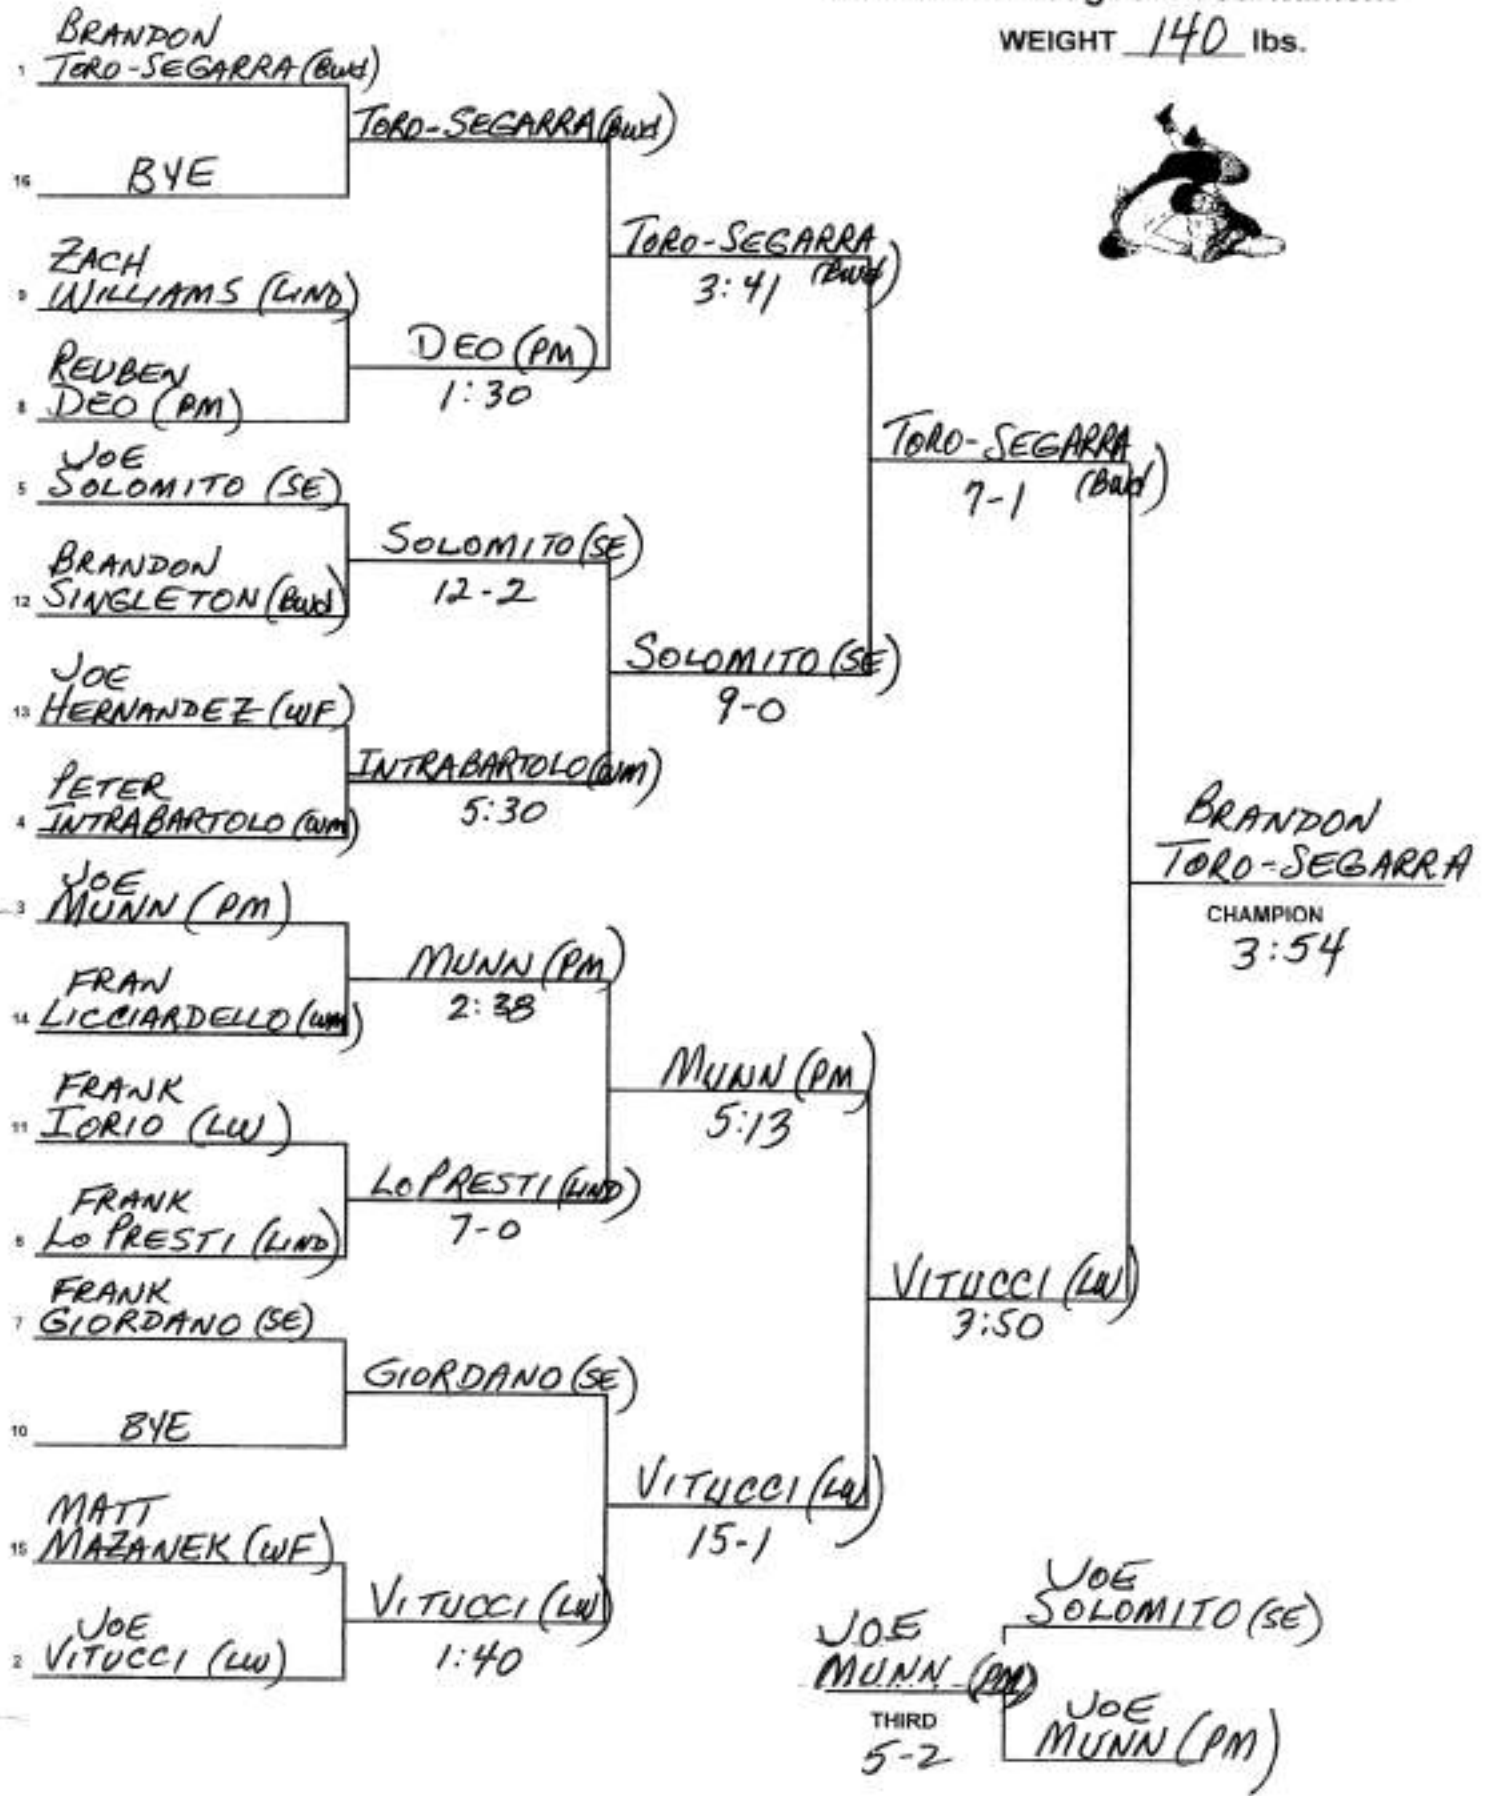 WEIGHT 140 lbs.
1 BRANDON
TORO-SEGARRA (Bwd)
16 BYE
9 ZACH
WILLIAMS (LIND)
8 REUBEN
DEO (PM)
5 JOE
SOLOMITO (SE)
12 BRANDON
SINGLETON (Bwd)
13 JOE
HERNANDEZ (WF)
4 PETER
INTRABARTOLO (WM)
3 JOE
MUNN (PM)
14 FRAN
LICCIARDELLO (WM)
11 FRANK
IORIO (LW)
6 FRANK
LO PRESTI (LIND)
7 FRANK
GIORDANO (SE)
10 BYE
15 MATT
MAZANEK (WF)
2 JOE
VITUCCI (LW)
TORO-SEGARRA (Bwd)
DEO (PM)
1:30
SOLOMITO (SE)
12-2
INTRABARTOLO (WM)
5:30
MUNN (PM)
2:38
LO PRESTI (LIND)
7-0
GIORDANO (SE)
VITUCCI (LW)
1:40
TORO-SEGARRA
(Bwd)
3:41
SOLOMITO (SE)
9-0
MUNN (PM)
5:13
VITUCCI (LW)
15-1
TORO-SEGARRA
(Bwd)
7-1
VITUCCI (LW)
3:50
BRANDON
TORO-SEGARRA
CHAMPION
3:54
JOE
SOLOMITO (SE)
JOE
MUNN (PM)
JOE
MUNN (PM)
THIRD
5-2